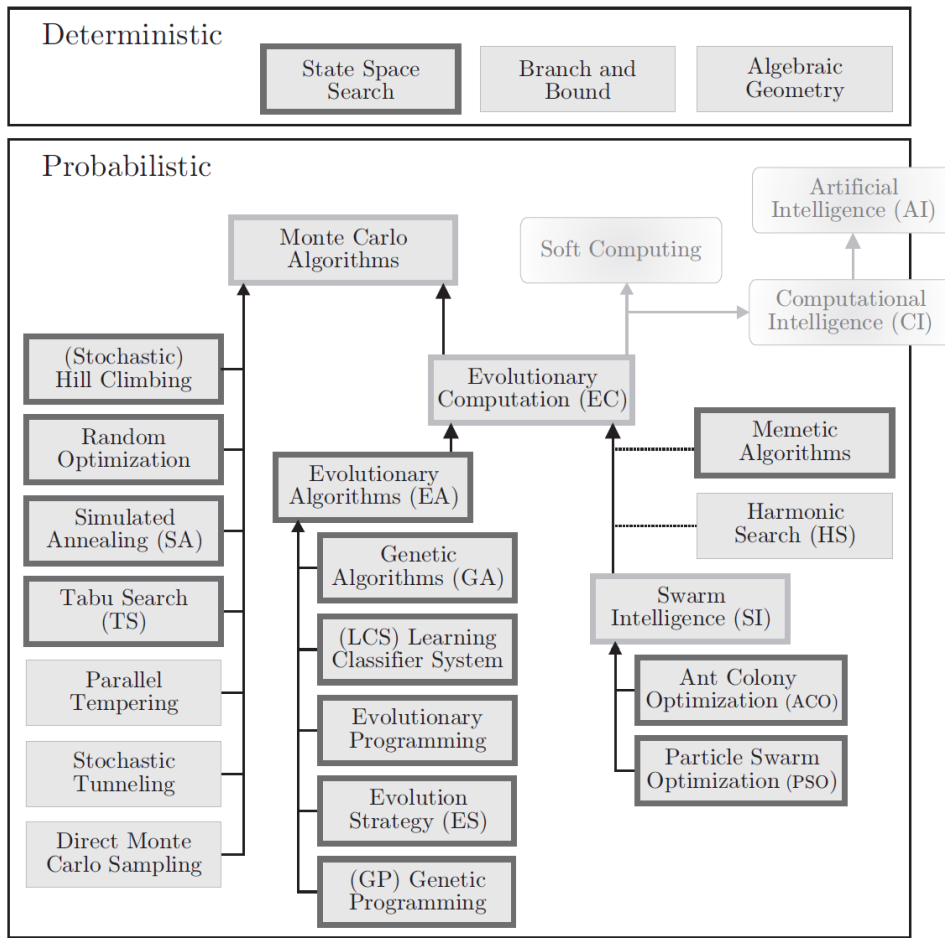 Deterministic
State Space
Search
Branch and
Bound
Algebraic
Geometry
Probabilistic
Artificial
Intelligence (AI)
Monte Carlo
Algorithms
Soft Computing
Computational
Intelligence (CI)
(Stochastic)
Hill Climbing
Evolutionary
Computation (EC)
Random
Optimization
Memetic
Algorithms
Evolutionary
Algorithms (EA)
Simulated
Annealing (SA)
Harmonic
Search (HS)
Genetic
Algorithms (GA)
Tabu Search
(TS)
Swarm
Intelligence (SI)
(LCS) Learning
Classifier System
Parallel
Tempering
Ant Colony
Optimization (ACO)
Evolutionary
Programming
Stochastic
Tunneling
Particle Swarm
Optimization (PSO)
Evolution
Strategy (ES)
Direct Monte
Carlo Sampling
(GP) Genetic
Programming